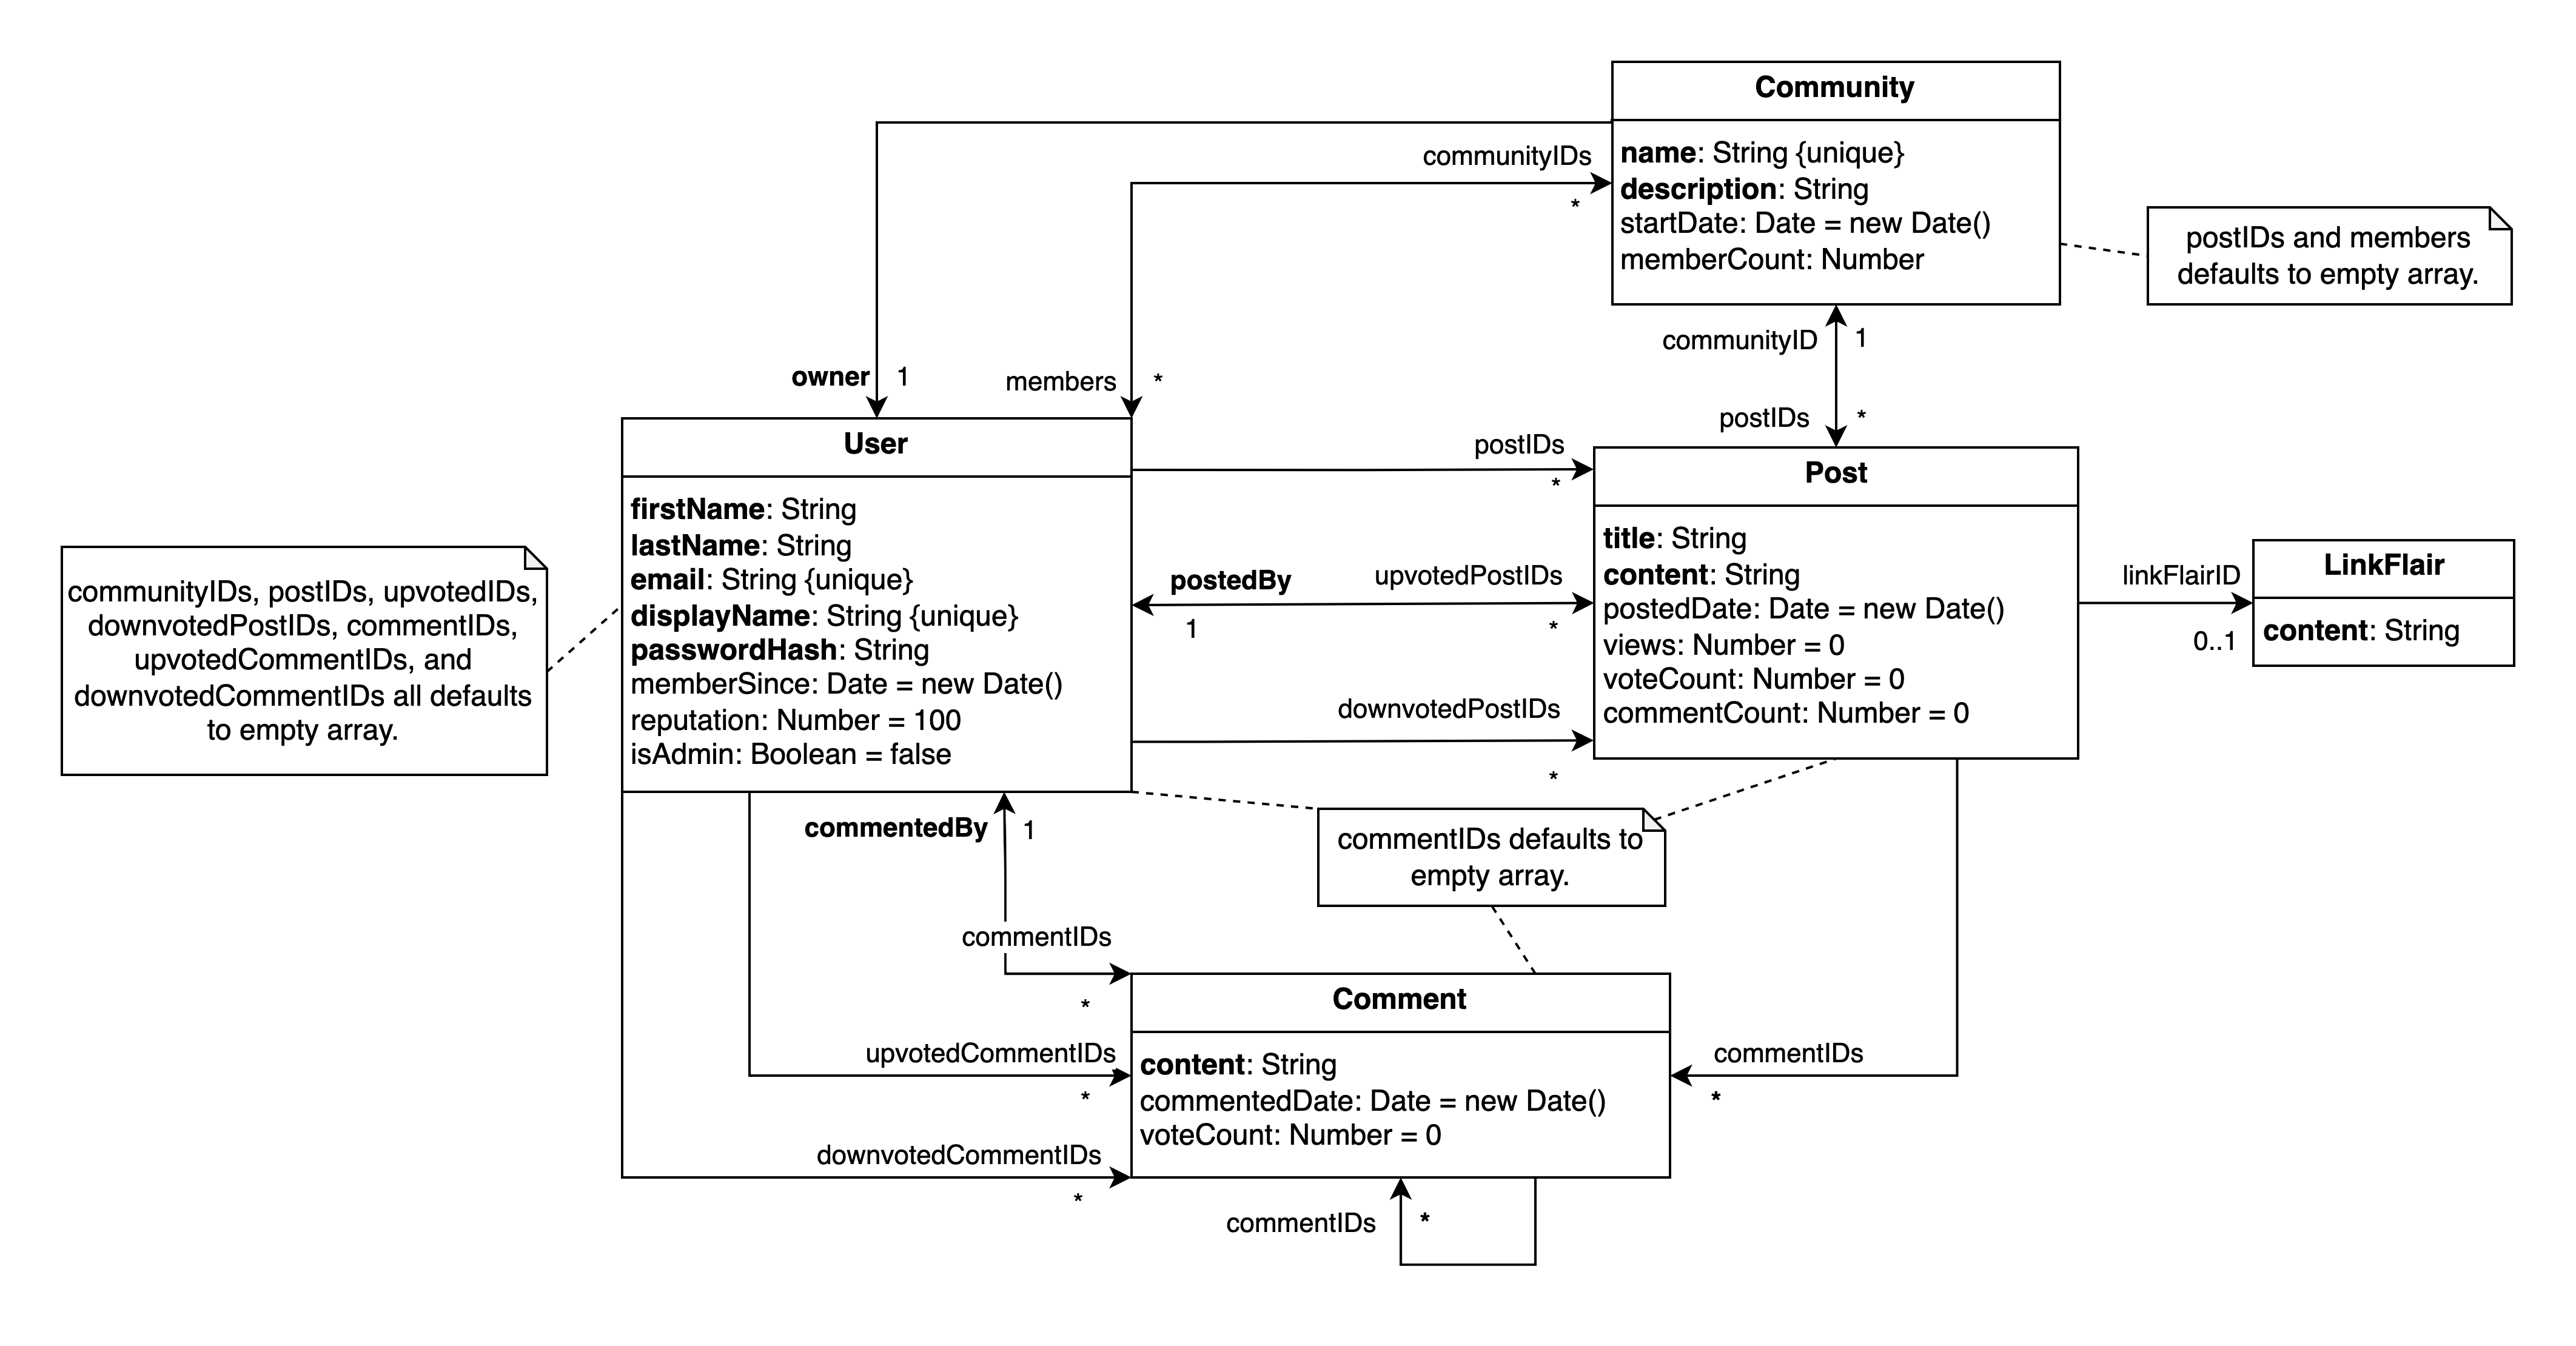 Community
name: String {unique}
description: String
startDate: Date = new Date()
memberCount: Number
postIDs and members
defaults to empty array.
communityIDs
*
owner
1
members
*
communityID
1
postIDs
*
User
firstName: String
lastName: String
email: String {unique}
displayName: String {unique}
passwordHash: String
memberSince: Date = new Date()
reputation: Number = 100
isAdmin: Boolean = false
communityIDs, postIDs, upvotedIDs,
downvotedPostIDs, commentIDs,
upvotedCommentIDs, and
downvotedCommentIDs all defaults
to empty array.
postIDs
*
postedBy
1
upvotedPostIDs
*
downvotedPostIDs
*
Post
title: String
content: String
postedDate: Date = new Date()
views: Number = 0
voteCount: Number = 0
commentCount: Number = 0
linkFlairID
0..1
LinkFlair
content: String
commentedBy
1
commentIDs defaults to
empty array.
commentIDs
*
upvotedCommentIDs
*
downvotedCommentIDs
*
Comment
content: String
commentedDate: Date = new Date()
voteCount: Number = 0
commentIDs
*
commentIDs
*